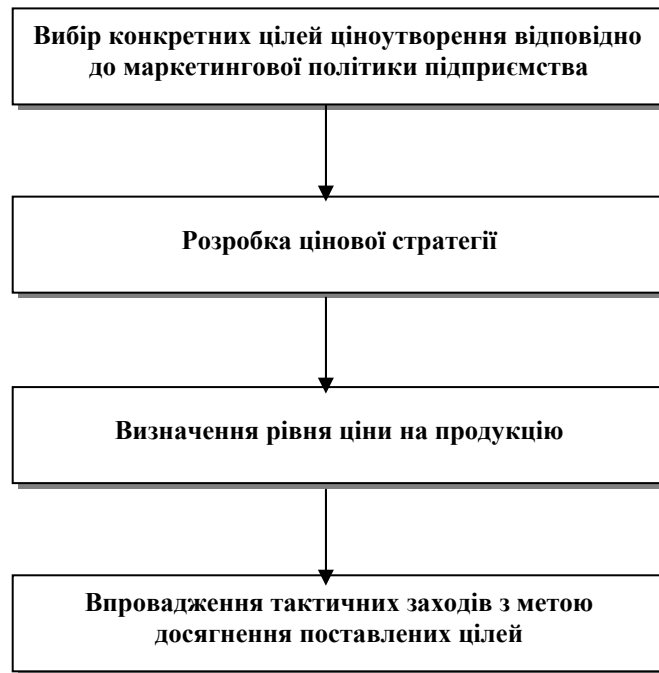 Вибір конкретних цілей ціноутворення відповідно
до маркетингової політики підприємства
Розробка цінової стратегії
Визначення рівня ціни на продукцію
Впровадження тактичних заходів з метою
досягнення поставлених цілей